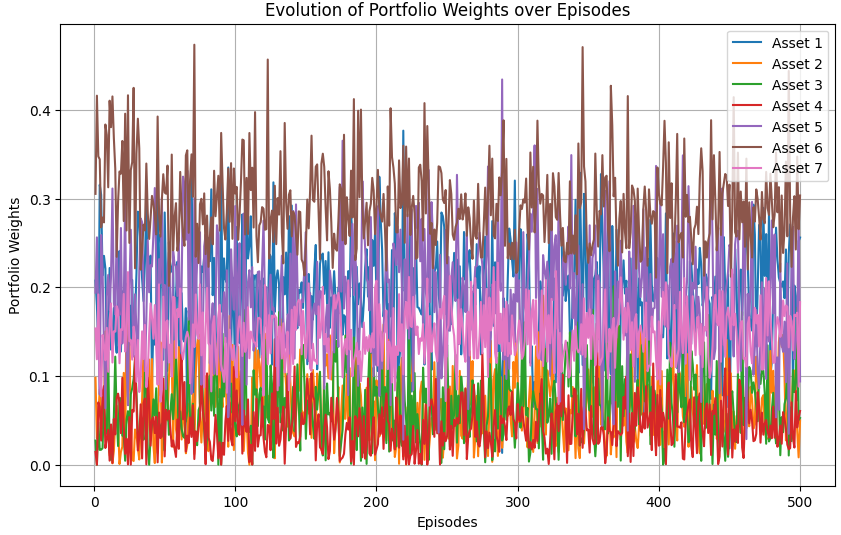 Evolution of Portfolio Weights over Episodes
Portfolio Weights
0.4
0.3
0.2
0.1
0.0
Asset 1
Asset 2
Asset 3
Asset 4
Asset 5
Asset 6
Asset 7
0
100
200
300
400
500
Episodes